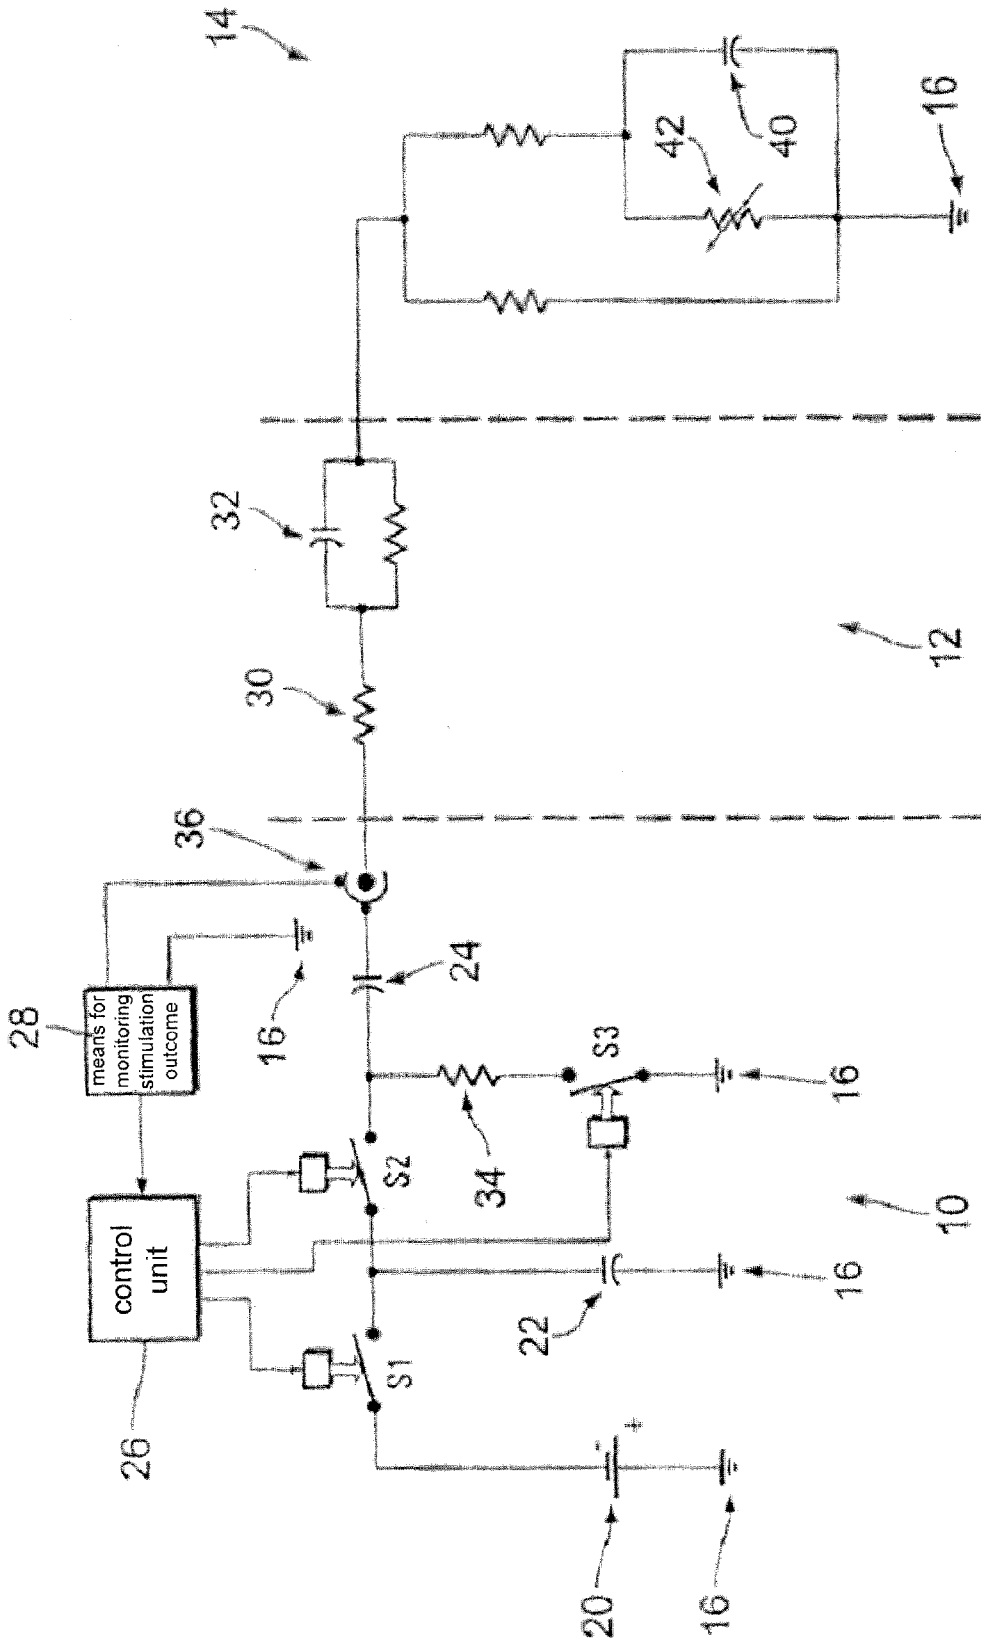 26
28
36
30
32
14
control
unit
means for
monitoring
stimulation
outcome
16
S1
S2
24
42
40
16
20
-
+
22
34
S3
16
16
16
10
12